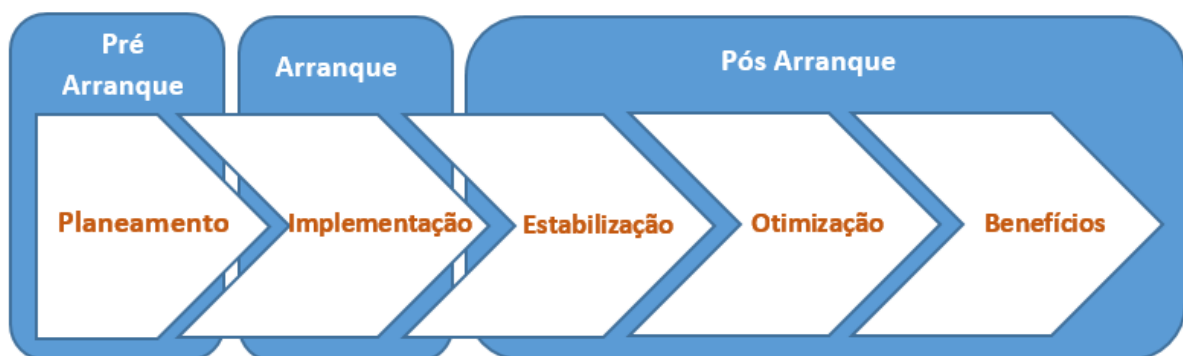 Pré
Arranque
Arranque
Pós Arranque
Planeamento
Implementação
Estabilização
Otimização
Benefícios